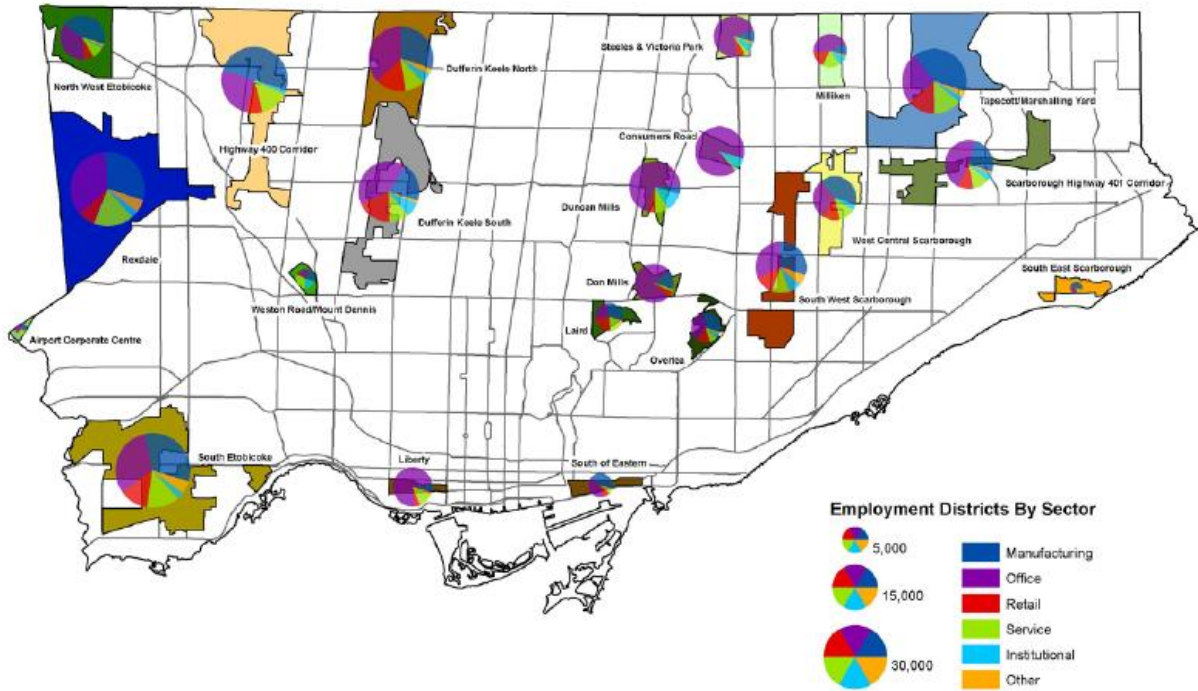 Steeles & Victoria Park
North West Etobicoke
Dufferin Keele North
Milliken
Tapscott/Marshalling Yard
Consumers Road
Highway 400 Corridor
Scarborough Highway 401 Corridor
Duncan Mills
Dufferin Keele South
West Central Scarborough
Rexdale
South East Scarborough
Don Mills
South West Scarborough
Weston Road/Mount Dennis
Laird
Airport Corporate Centre
Overlea
South Etobicoke
Liberty
South of Eastern
Employment Districts By Sector
5,000
15,000
30,000
Manufacturing
Office
Retail
Service
Institutional
Other